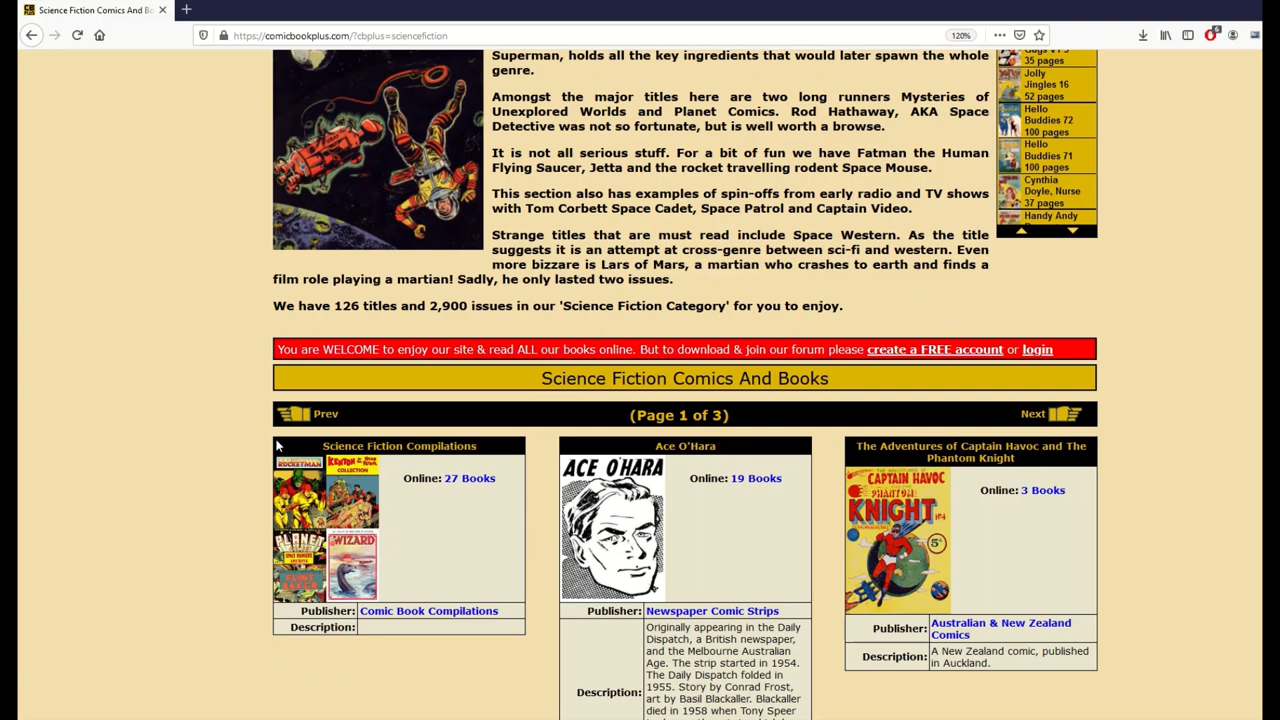 Science Fiction Comics And Bo
https://comicbookplus.com/?cbplus=sciencefiction
120%
6
Superman, holds all the key ingredients that would later spawn the whole
genre.
Amongst the major titles here are two long runners Mysteries of
Unexplored Worlds and Planet Comics. Rod Hathaway, AKA Space
Detective was not so fortunate, but is well worth a browse.
It is not all serious stuff. For a bit of fun we have Fatman the Human
Flying Saucer, Jetta and the rocket travelling rodent Space Mouse.
This section also has examples of spin-offs from early radio and TV shows
with Tom Corbett Space Cadet, Space Patrol and Captain Video.
Strange titles that are must read include Space Western. As the title
suggests it is an attempt at cross-genre between sci-fi and western. Even
more bizzare is Lars of Mars, a martian who crashes to earth and finds a
film role playing a martian! Sadly, he only lasted two issues.
We have 126 titles and 2,900 issues in our 'Science Fiction Category' for you to enjoy.
Gags V1 5
35 pages
Jolly
Jingles 16
52 pages
Hello
Buddies 72
100 pages
Hello
Buddies 71
100 pages
Cynthia
Doyle, Nurse
37 pages
Handy Andy
You are WELCOME to enjoy our site & read ALL our books online. But to download & join our forum please create a FREE account or login
Science Fiction Comics And Books
Prev
(Page 1 of 3)
Next
Science Fiction Compilations
Online: 27 Books
ROCKETMAN
COLLECTION
PLANET
FLINT
BAKER
WIZARD
Publisher: Comic Book Compilations
Description:
Ace O'Hara
ACE O'HARA
Online: 19 Books
Publisher: Newspaper Comic Strips
Description:
Originally appearing in the Daily
Dispatch, a British newspaper,
and the Melbourne Australian
Age. The strip started in 1954.
The Daily Dispatch folded in
1955. Story by Conrad Frost,
art by Basil Blackaller. Blackaller
died in 1958 when Tony Speer
The Adventures of Captain Havoc and The
Phantom Knight
CAPTAIN HAVOC
PHANTOM
KNIGHT
Nº4
5D
Online: 3 Books
Publisher: Australian & New Zealand
Comics
Description: A New Zealand comic, published
in Auckland.